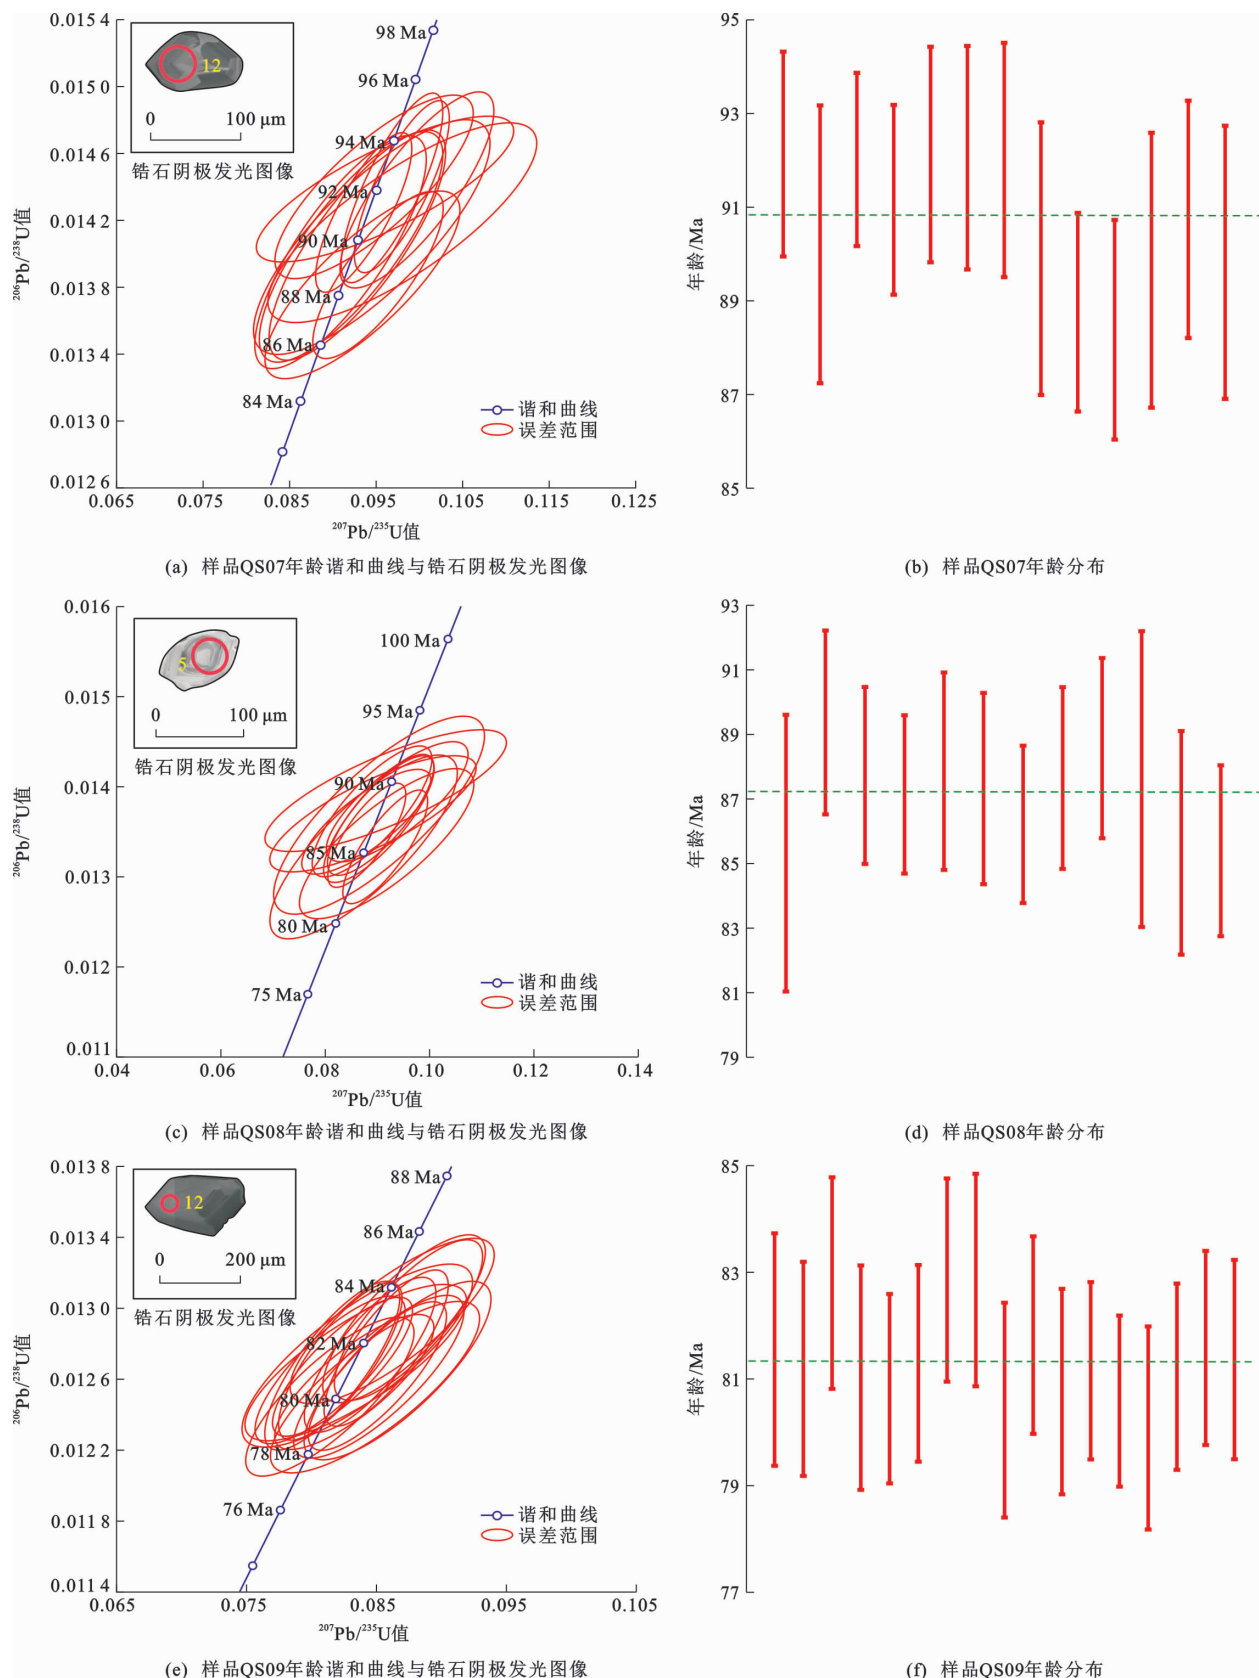 0.015 4
0.015 0
0.014 6
0.014 2
0.013 8
0.013 4
0.013 0
0.012 6
²⁰⁶Pb/²³⁸U值
12
0 100 μm
锆石阴极发光图像
98 Ma
96 Ma
94 Ma
92 Ma
90 Ma
88 Ma
86 Ma
84 Ma
谐和曲线
误差范围
0.065 0.075 0.085 0.095 0.105 0.115 0.125
²⁰⁷Pb/²³⁵U值
(a) 样品QS07年龄谐和曲线与锆石阴极发光图像
95
93
91
89
87
85
年龄/Ma
(b) 样品QS07年龄分布
0.016
0.015
0.014
0.013
0.012
0.011
²⁰⁶Pb/²³⁸U值
5
0 100 μm
锆石阴极发光图像
100 Ma
95 Ma
90 Ma
85 Ma
80 Ma
75 Ma
谐和曲线
误差范围
0.04 0.06 0.08 0.10 0.12 0.14
²⁰⁷Pb/²³⁵U值
(c) 样品QS08年龄谐和曲线与锆石阴极发光图像
93
91
89
87
85
83
81
79
年龄/Ma
(d) 样品QS08年龄分布
0.013 8
0.013 4
0.013 0
0.012 6
0.012 2
0.011 8
0.011 4
²⁰⁶Pb/²³⁸U值
12
0 200 μm
锆石阴极发光图像
88 Ma
86 Ma
84 Ma
82 Ma
80 Ma
78 Ma
76 Ma
谐和曲线
误差范围
0.065 0.075 0.085 0.095 0.105
²⁰⁷Pb/²³⁵U值
(e) 样品QS09年龄谐和曲线与锆石阴极发光图像
85
83
81
79
77
年龄/Ma
(f) 样品QS09年龄分布